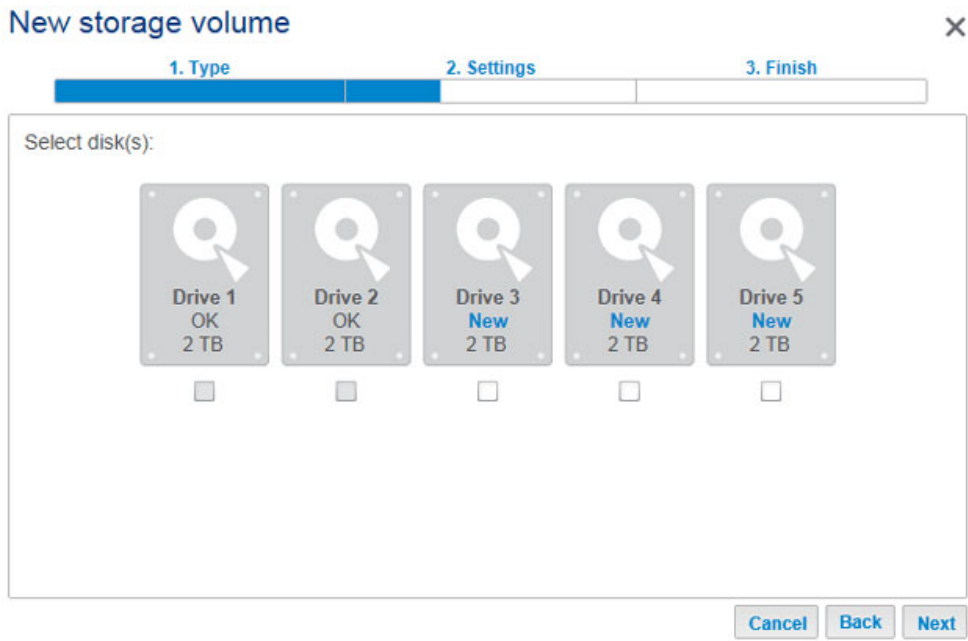 New storage volume
1. Type 2. Settings 3. Finish
Select disk(s):
Drive 1 Drive 2 Drive 3 Drive 4 Drive 5
OK OK New New New
2 TB 2 TB 2 TB 2 TB 2 TB
Cancel Back Next